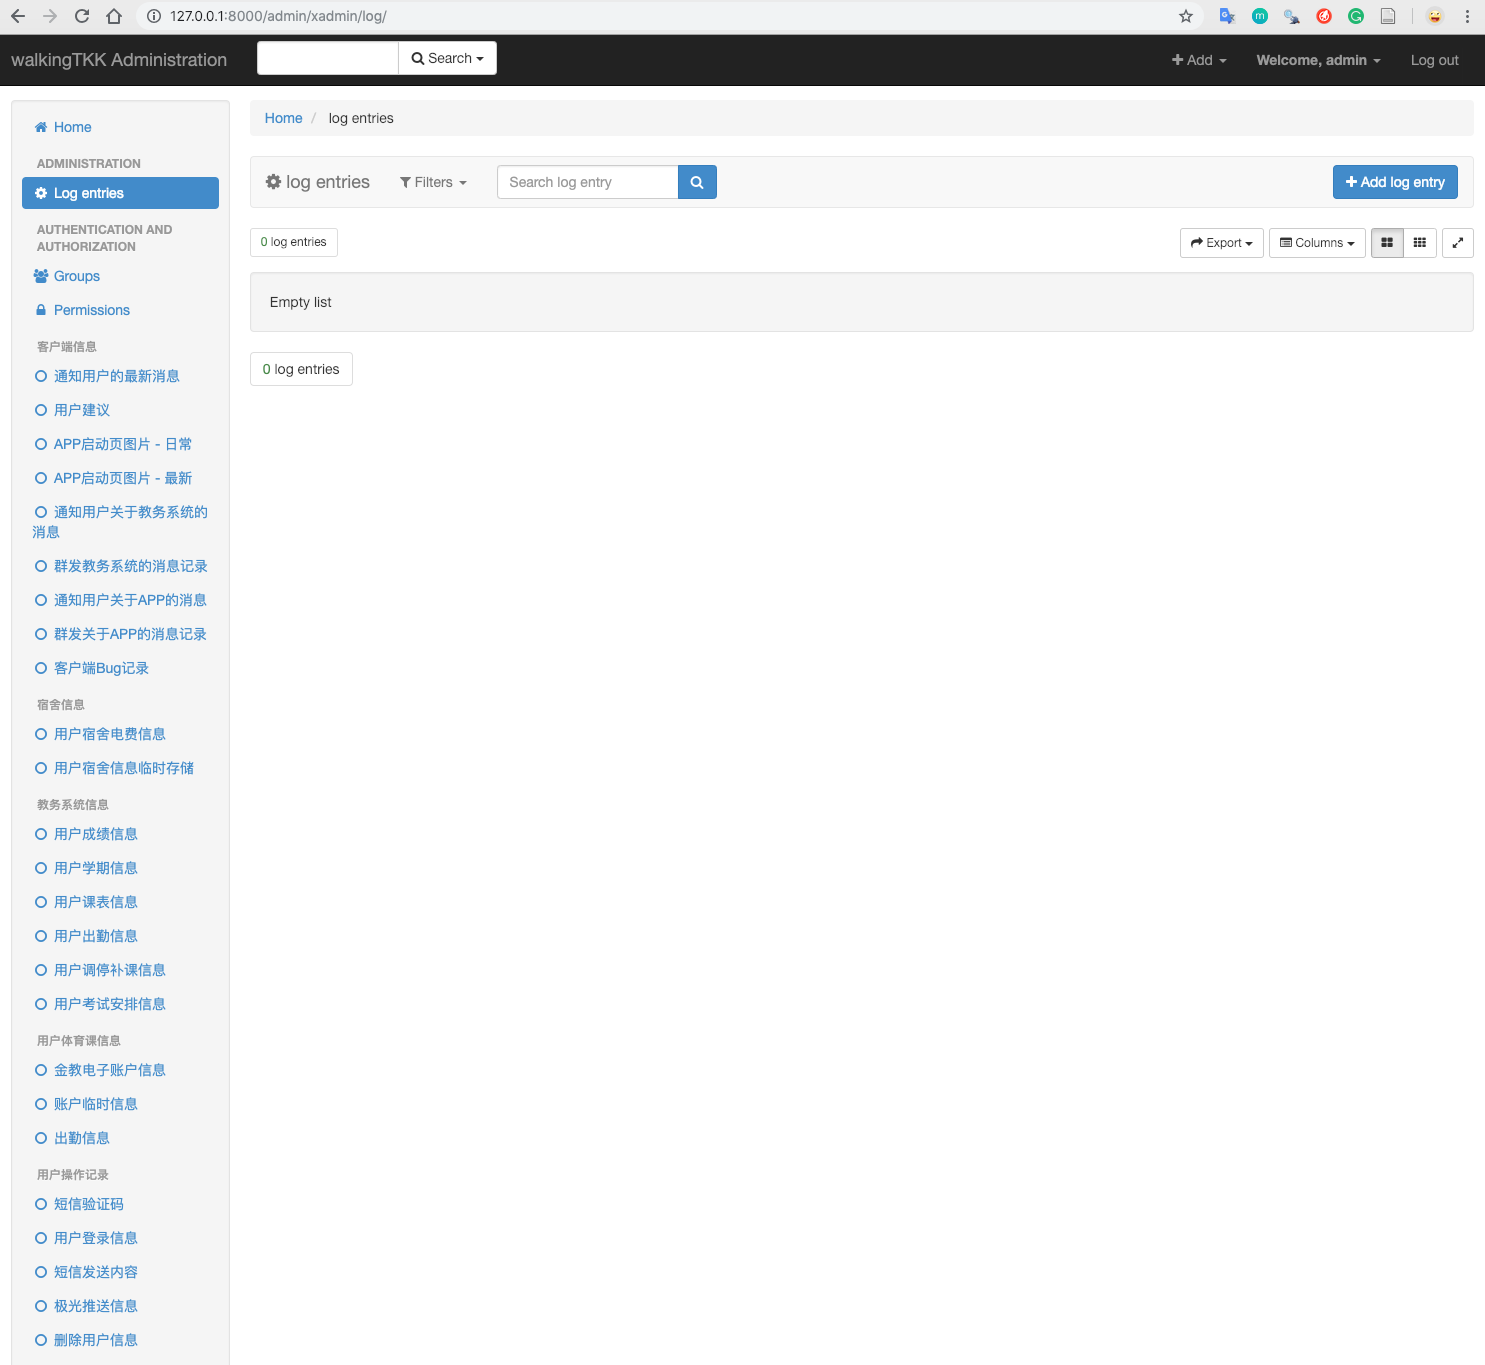 127.0.0.1:8000/admin/xadmin/log/
walkingTKK Administration
Search
Add
Welcome, admin
Log out
Home
ADMINISTRATION
Log entries
AUTHENTICATION AND
AUTHORIZATION
Groups
Permissions
客户端信息
通知用户的最新消息
用户建议
APP启动页图片 - 日常
APP启动页图片 - 最新
通知用户关于教务系统的
消息
群发教务系统的消息记录
通知用户关于APP的消息
群发关于APP的消息记录
客户端Bug记录
宿舍信息
用户宿舍电费信息
用户宿舍信息临时存储
教务系统信息
用户成绩信息
用户学期信息
用户课表信息
用户出勤信息
用户调停补课信息
用户考试安排信息
用户体育课信息
金教电子账户信息
账户临时信息
出勤信息
用户操作记录
短信验证码
用户登录信息
短信发送内容
极光推送信息
删除用户信息
Home / log entries
log entries
Filters
Search log entry
Add log entry
0 log entries
Export
Columns
Empty list
0 log entries